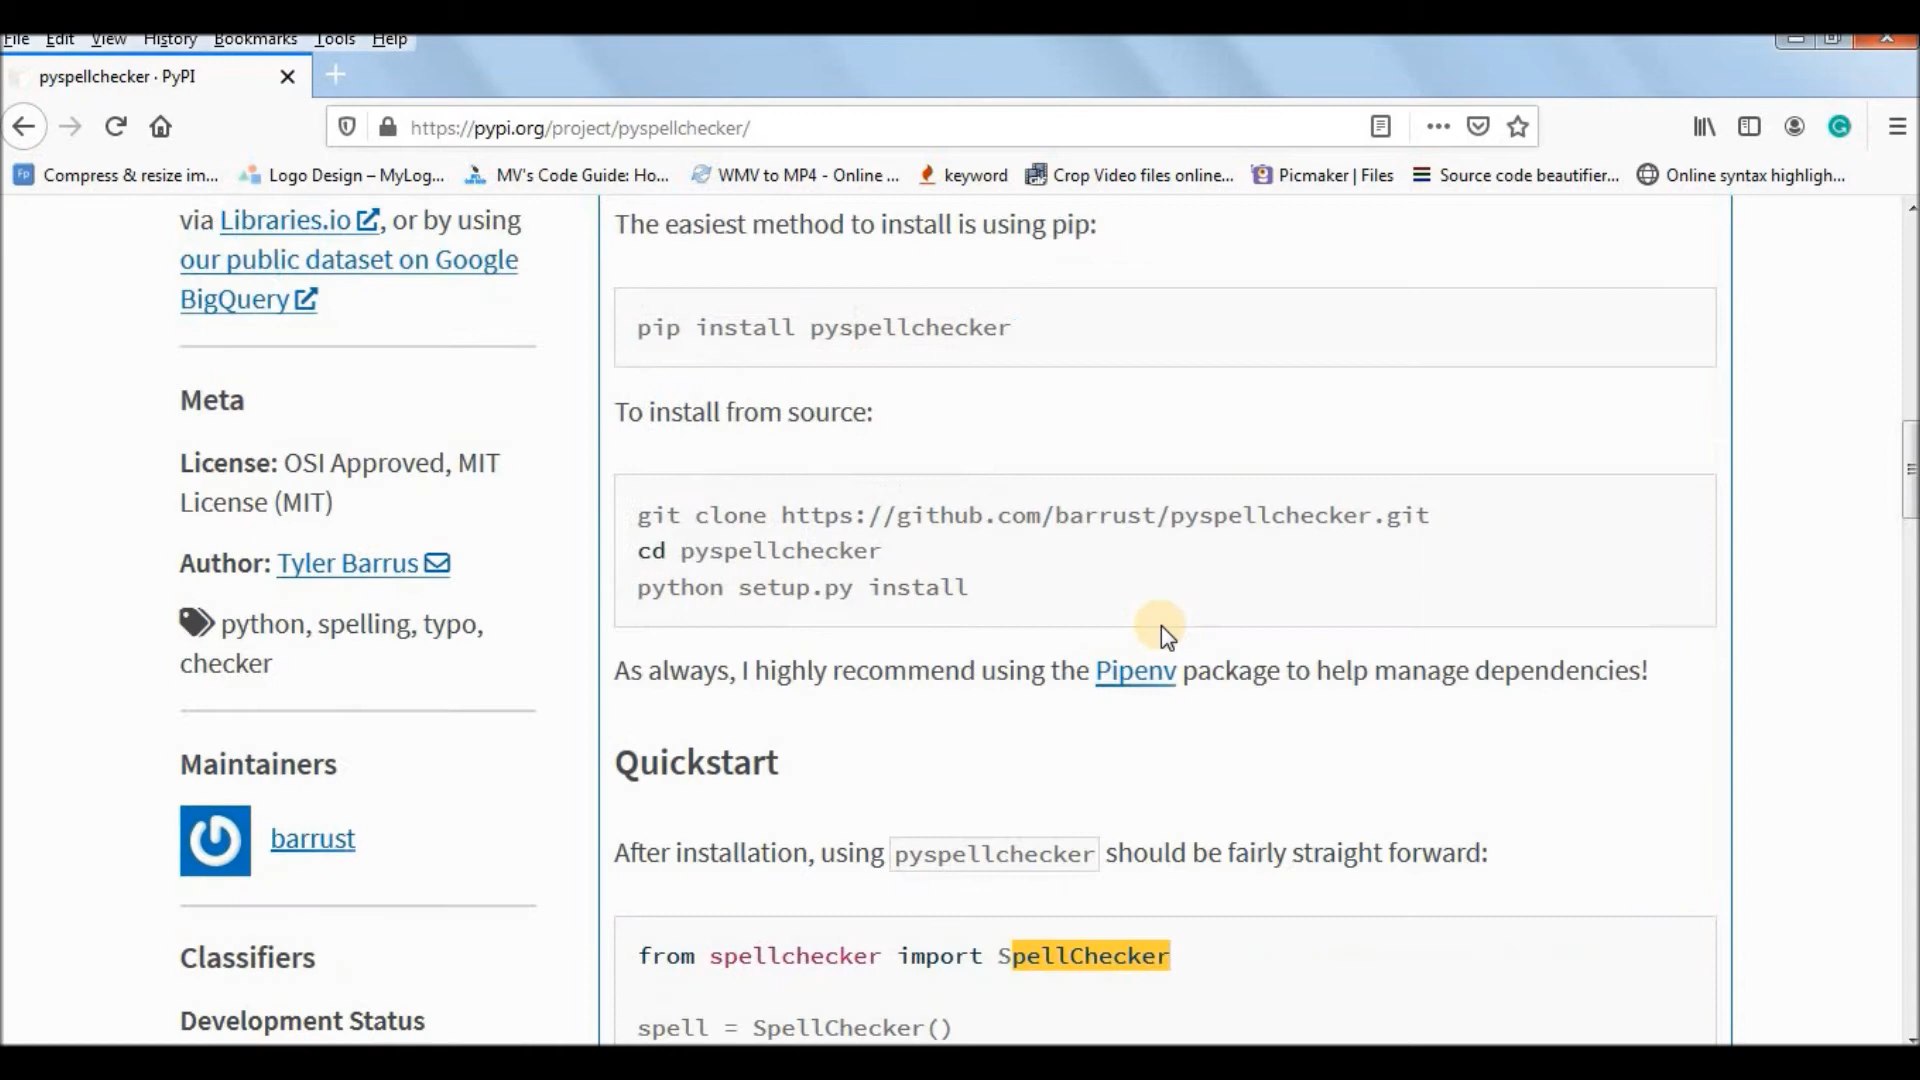 File Edit View History Bookmarks Tools Help
pyspellchecker · PyPI
https://pypi.org/project/pyspellchecker/
Compress & resize im... Logo Design – MyLog... MV's Code Guide: Ho... WMV to MP4 - Online ... keyword Crop Video files online... Picmaker | Files Source code beautifier... Online syntax highligh...
via Libraries.io, or by using
our public dataset on Google
BigQuery
Meta
License: OSI Approved, MIT
License (MIT)
Author: Tyler Barrus
python, spelling, typo,
checker
Maintainers
barrust
Classifiers
Development Status
The easiest method to install is using pip:
pip install pyspellchecker
To install from source:
git clone https://github.com/barrust/pyspellchecker.git
cd pyspellchecker
python setup.py install
As always, I highly recommend using the Pipenv package to help manage dependencies!
Quickstart
After installation, using pyspellchecker should be fairly straight forward:
from spellchecker import SpellChecker
spell = SpellChecker()